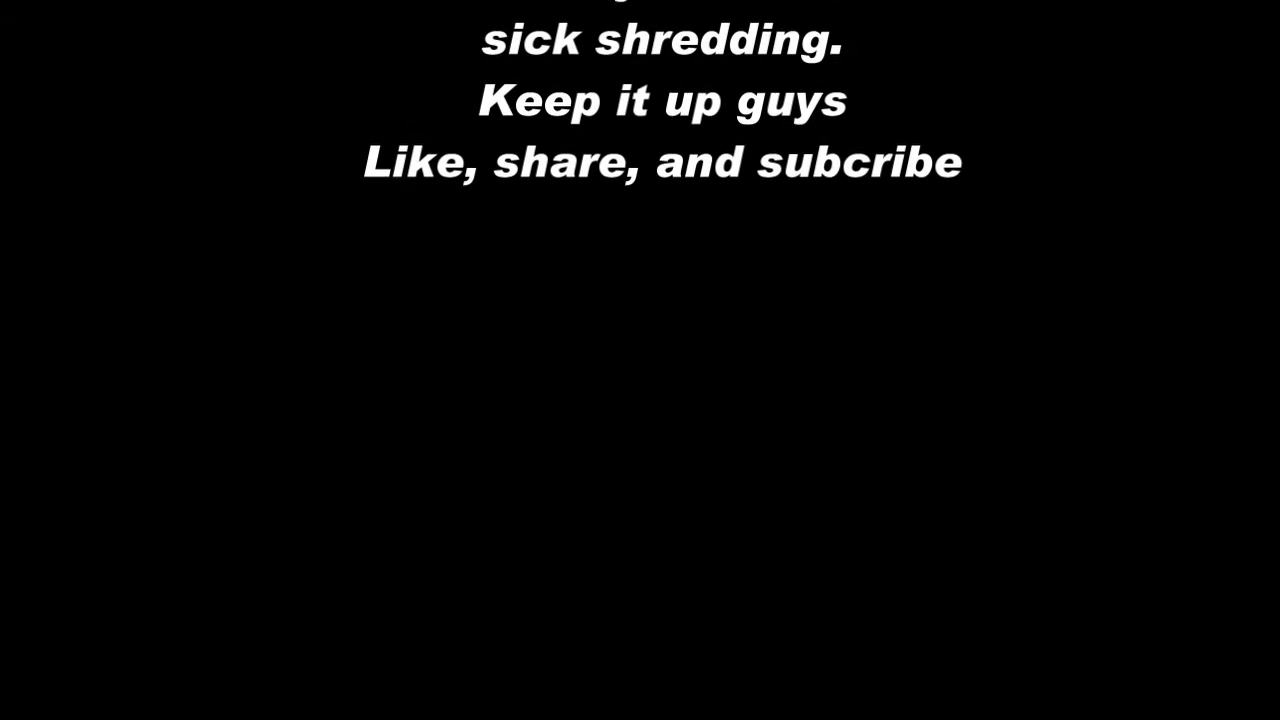 sick shredding.
Keep it up guys
Like, share, and subcribe